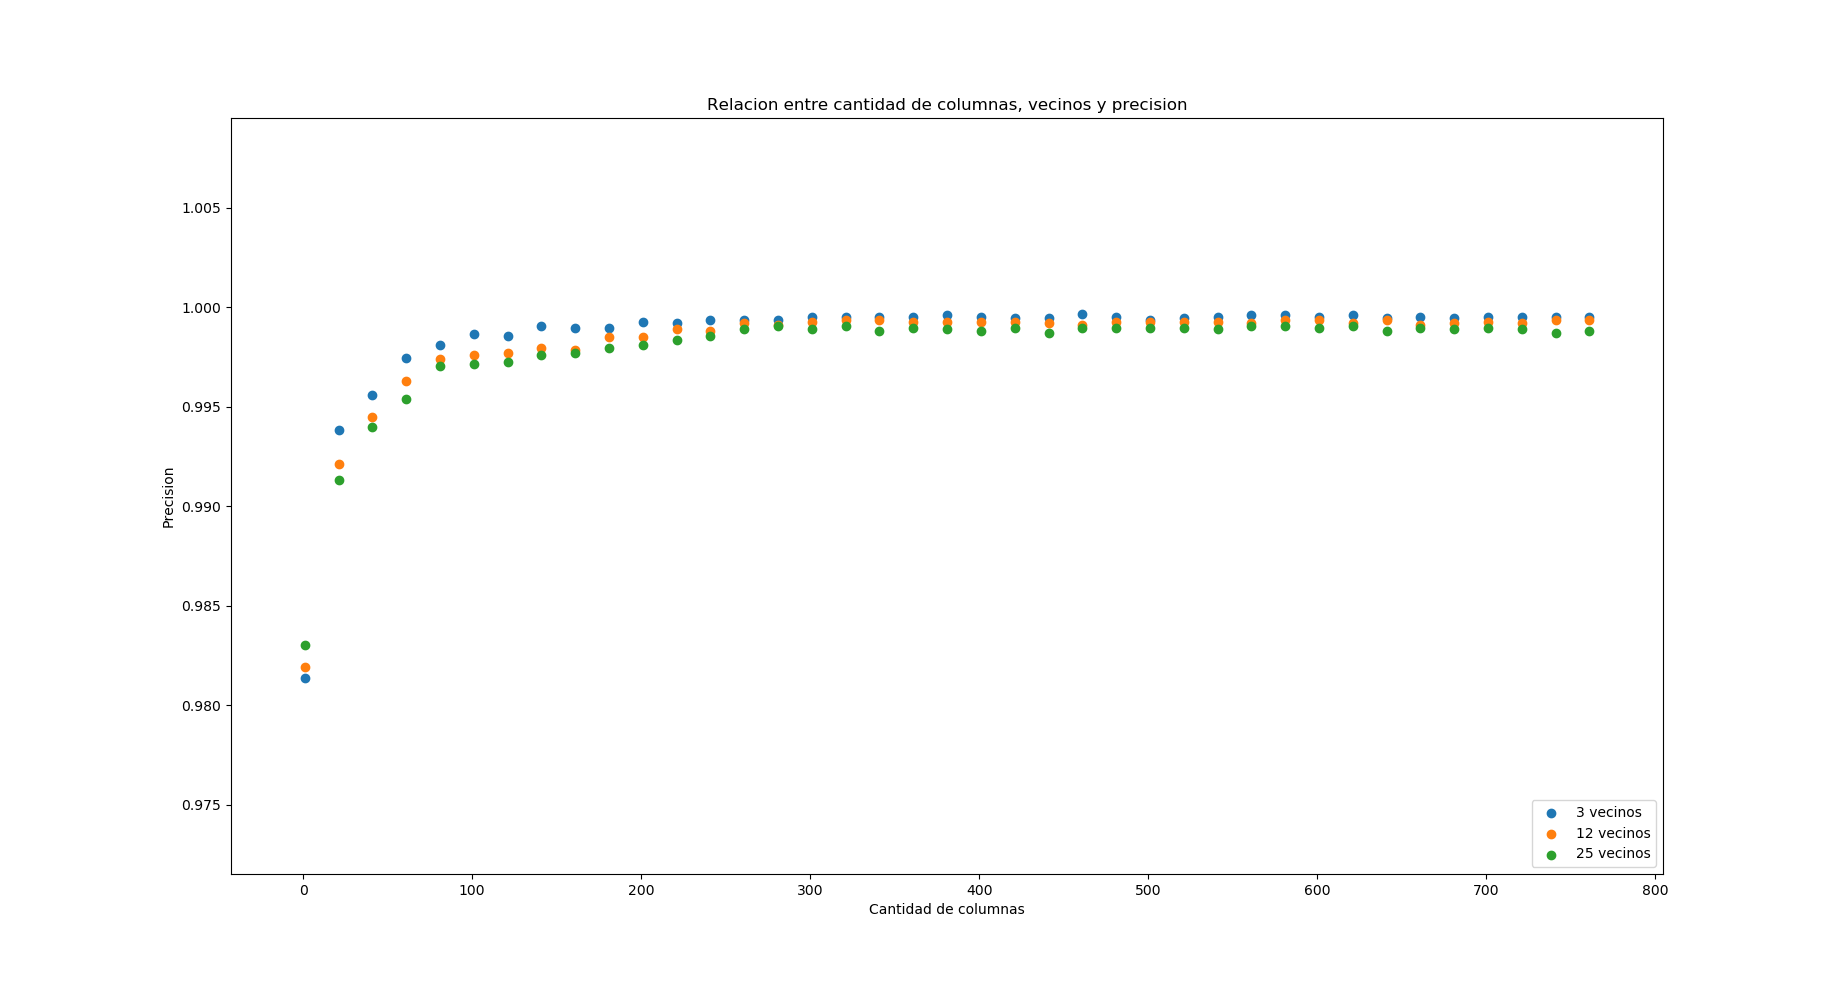 Relacion entre cantidad de columnas, vecinos y precision
1.005
1.000
0.995
0.990
0.985
0.980
0.975
Precision
0 100 200 300 400 500 600 700 800
Cantidad de columnas
3 vecinos
12 vecinos
25 vecinos